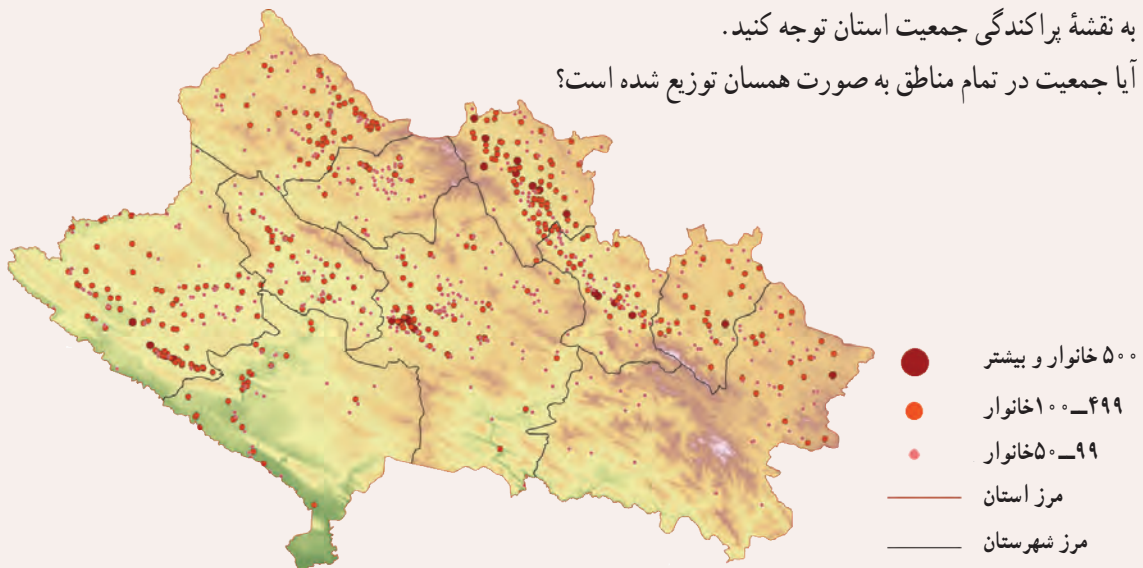 به نقشهٔ پراکندگی جمعیت استان توجه کنید.
آیا جمعیت در تمام مناطق به صورت همسان توزیع شده است؟
۵۰۰ خانوار و بیشتر
۴۹۹ــ۱۰۰خانوار
۹۹ــ۵۰خانوار
مرز استان
مرز شهرستان